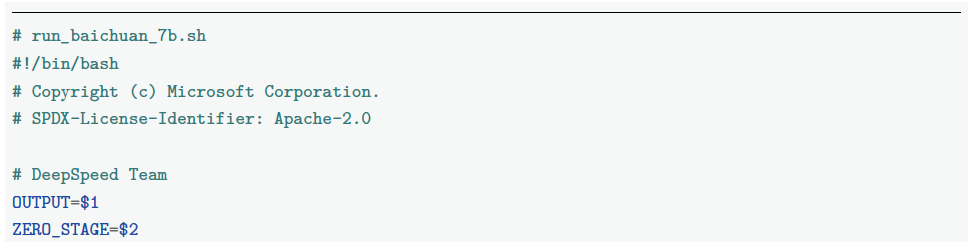 # run_baichuan_7b.sh
#!/bin/bash
# Copyright (c) Microsoft Corporation.
# SPDX-License-Identifier: Apache-2.0
# DeepSpeed Team
OUTPUT=$1
ZERO_STAGE=$2